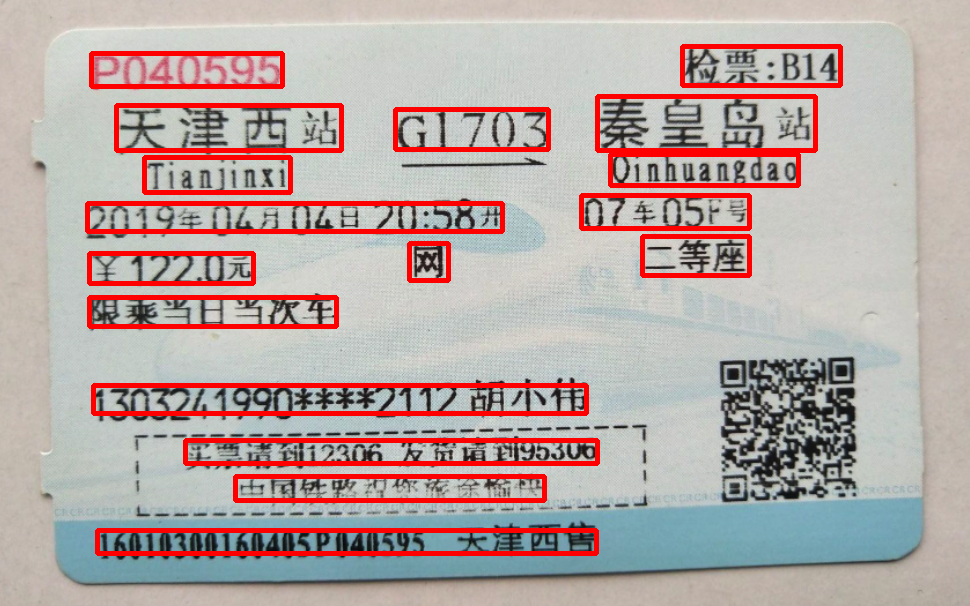 P040595 检票:B14
天津西站 G1703 秦皇岛站
Tianjinxi Qinhuangdao
2019年04月04日20:58开 07车05F号
￥122.0元 网 二等座
限乘当日当次车
1303241990****2112 胡小伟
买票请到12306 发货请到95306
中国铁路祝您旅途愉快
16010300160405P040595 天津西售